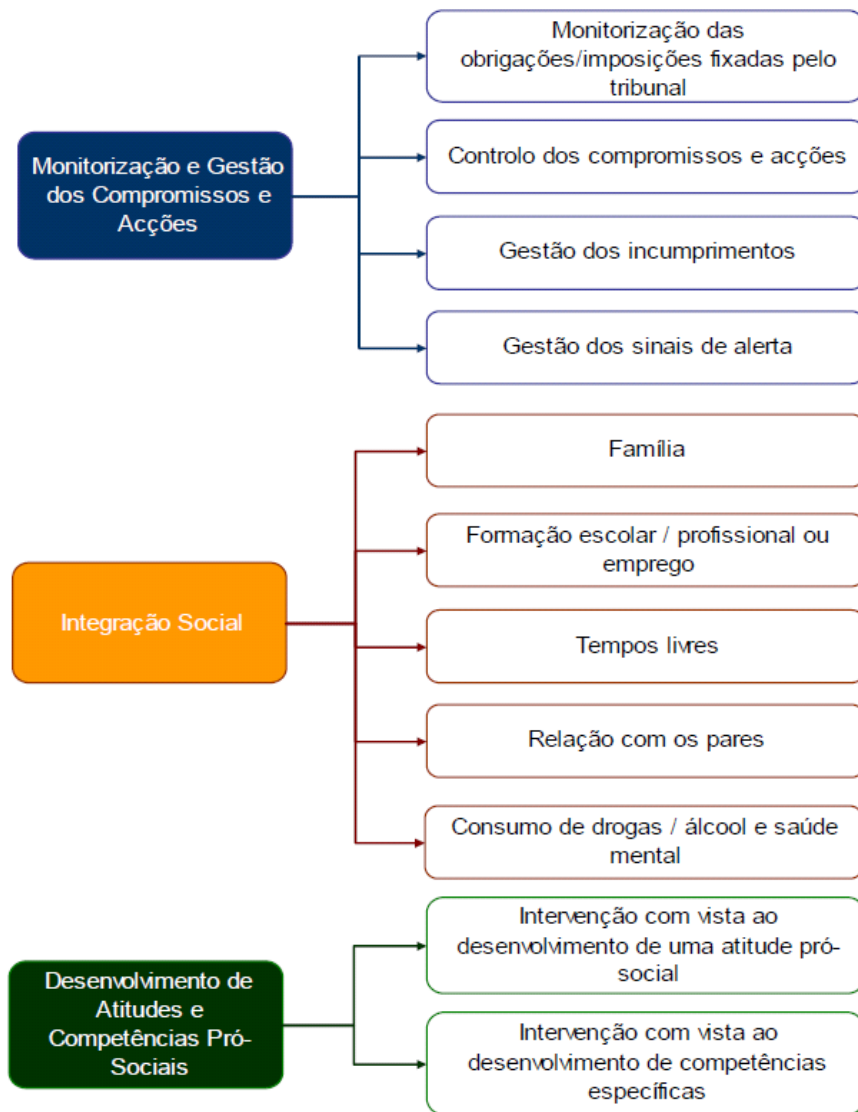 Monitorização das
obrigações/imposições fixadas pelo
tribunal
Monitorização e Gestão
dos Compromissos e
Acções
Controlo dos compromissos e acções
Gestão dos incumprimentos
Gestão dos sinais de alerta
Família
Formação escolar / profissional ou
emprego
Integração Social
Tempos livres
Relação com os pares
Consumo de drogas / álcool e saúde
mental
Intervenção com vista ao
desenvolvimento de uma atitude pró-
social
Desenvolvimento de
Atitudes e
Competências Pró-
Sociais
Intervenção com vista ao
desenvolvimento de competências
específicas